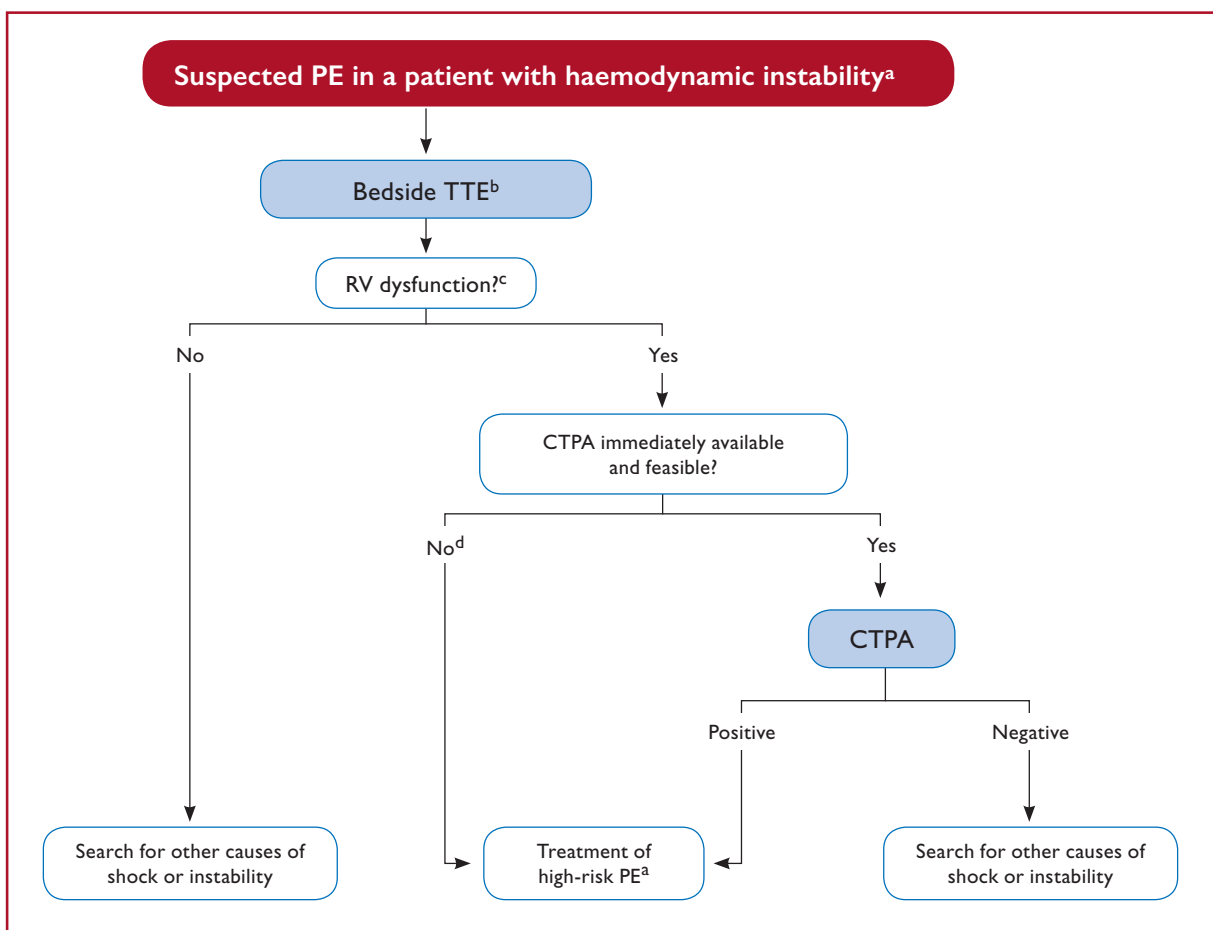 Suspected PE in a patient with haemodynamic instabilityᵃ
Bedside TTEᵇ
RV dysfunction?ᶜ
No
Yes
CTPA immediately available
and feasible?
Noᵈ
Yes
CTPA
Positive
Negative
Search for other causes of
shock or instability
Treatment of
high-risk PEᵃ
Search for other causes of
shock or instability